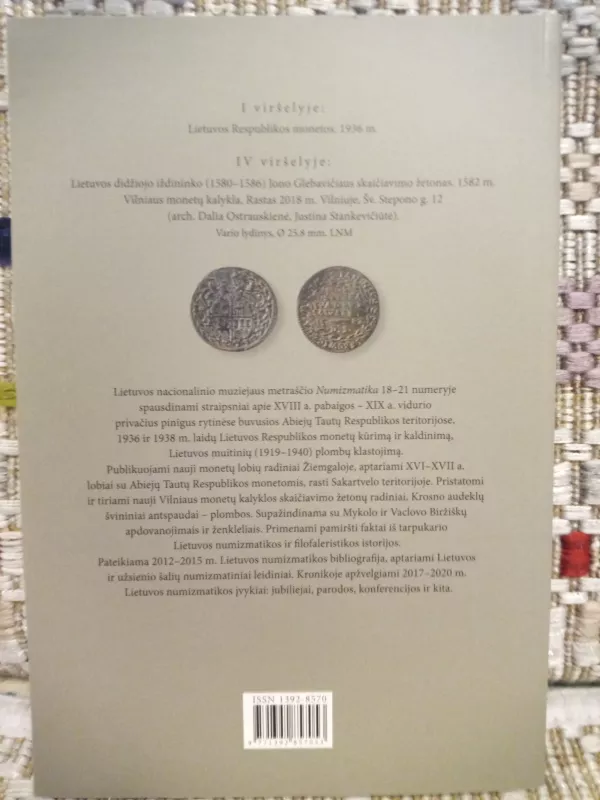 I viršelyje:
Lietuvos Respublikos monetos, 1936 m.
IV viršelyje:
Lietuvos didžiojo iždininko (1580–1586) Jono Glebavičiaus skaičiavimo žetonas. 1582 m.
Vilniaus monetų kalykla. Rastas 2018 m. Vilniuje, Šv. Stepono g. 12
(arch. Dalia Ostrauskienė, Justina Stankevičiūtė).
Vario lydinys, Ø 25,8 mm. LNM
Lietuvos nacionalinio muziejaus metraščio Numizmatika 18–21 numeryje
spausdinami straipsniai apie XVIII a. pabaigos – XIX a. vidurio
privačius pinigus rytinėse buvusios Abiejų Tautų Respublikos teritorijose,
1936 ir 1938 m. laidų Lietuvos Respublikos monetų kūrimą ir kaldinimą,
Lietuvos muitinių (1919–1940) plombų klastojimą.
Publikuojami nauji monetų lobių radiniai Žiemgaloje, aptariami XVI–XVII a.
lobiai su Abiejų Tautų Respublikos monetomis, rasti Sakartvelo teritorijoje. Pristatomi
ir tiriami nauji Vilniaus monetų kalyklos skaičiavimo žetonų radiniai. Krosno audeklų
švininiai antspaudai – plombos. Supažindinama su Mykolo ir Vaclovo Biržiškų
apdovanojimais ir ženkleliais. Primenami pamiršti faktai iš tarpukario
Lietuvos numizmatikos ir filofaleristikos istorijos.
Pateikiama 2012–2015 m. Lietuvos numizmatikos bibliografija, aptariami Lietuvos
ir užsienio šalių numizmatiniai leidiniai. Kronikoje apžvelgiami 2017–2020 m.
Lietuvos numizmatikos įvykiai: jubiliejai, parodos, konferencijos ir kita.
ISSN 1392-8570